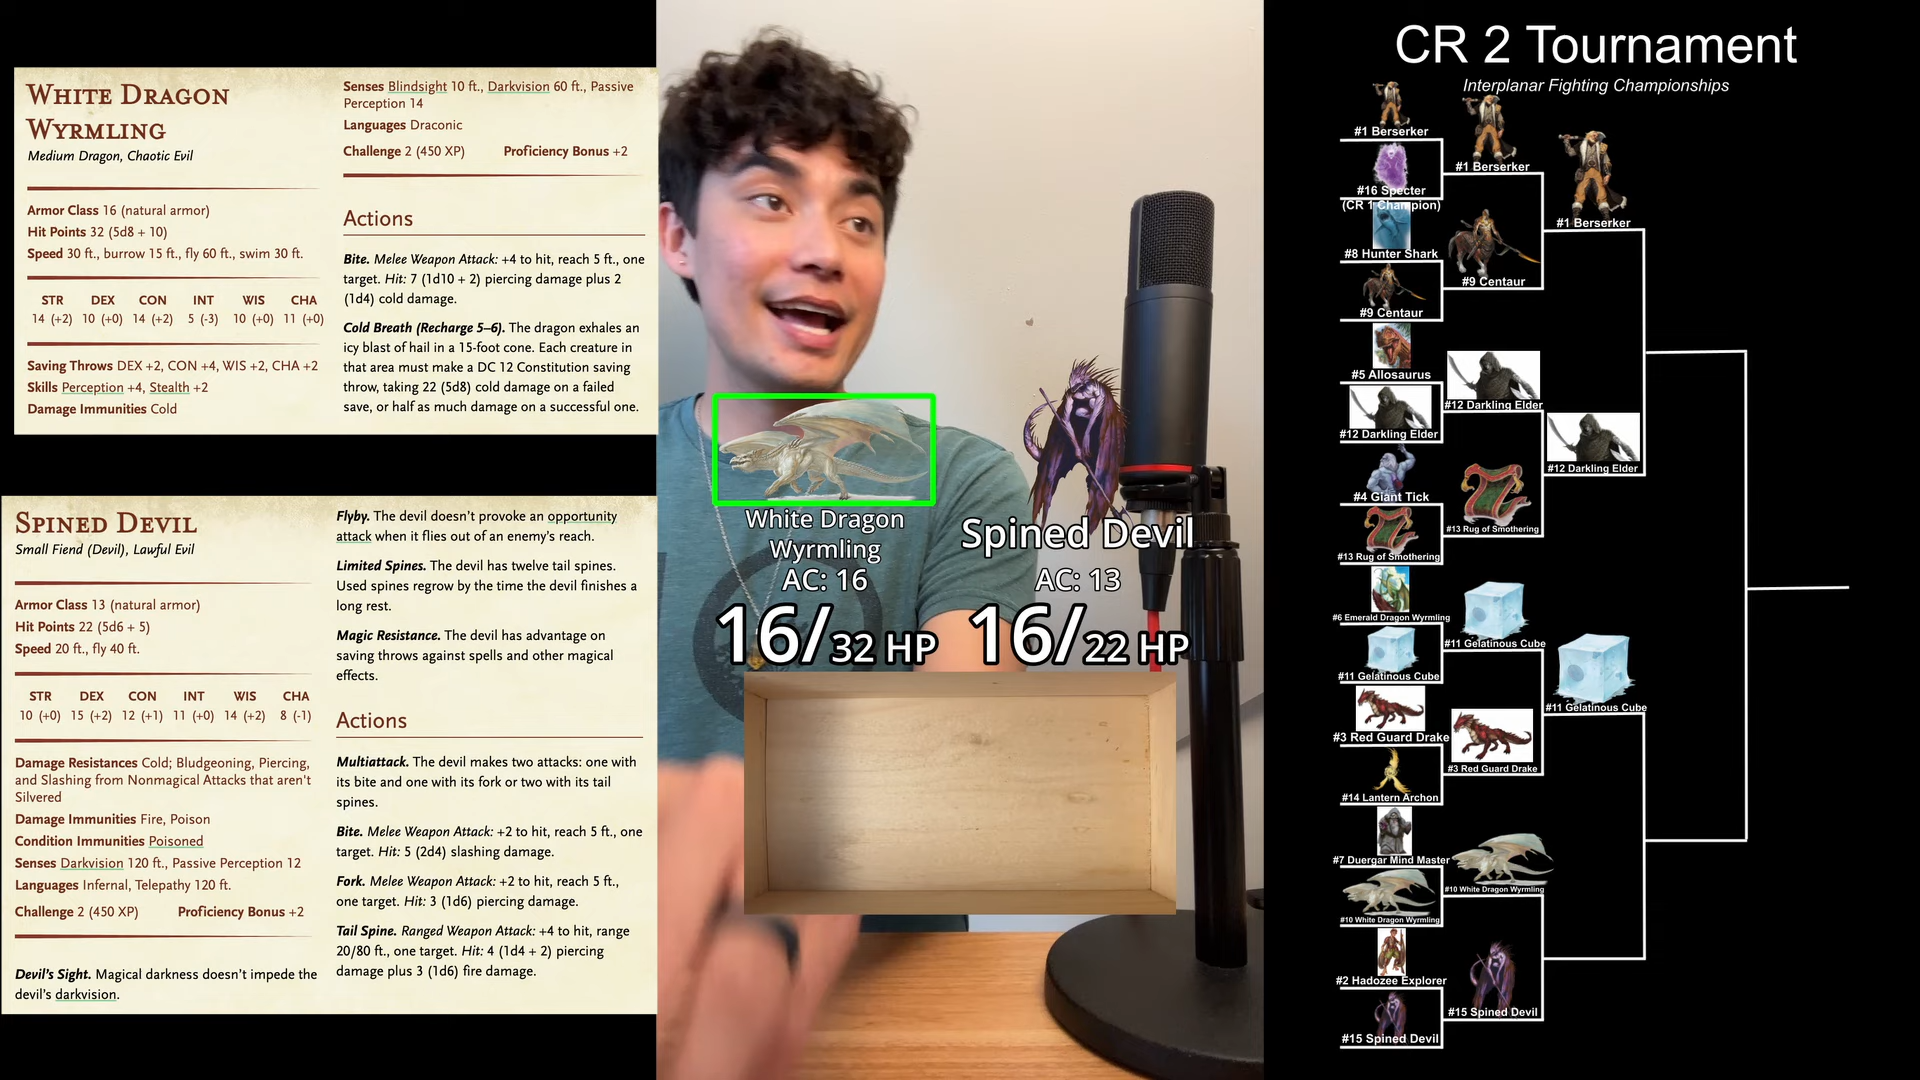 WHITE DRAGON
WYRMLING
Medium Dragon, Chaotic Evil
Armor Class 16 (natural armor)
Hit Points 32 (5d8 + 10)
Speed 30 ft., burrow 15 ft., fly 60 ft., swim 30 ft.
STR DEX CON INT WIS CHA
14 (+2) 10 (+0) 14 (+2) 5 (-3) 10 (+0) 11 (+0)
Saving Throws DEX +2, CON +4, WIS +2, CHA +2
Skills Perception +4, Stealth +2
Damage Immunities Cold
Senses Blindsight 10 ft., Darkvision 60 ft., Passive
Perception 14
Languages Draconic
Challenge 2 (450 XP) Proficiency Bonus +2
Actions
Bite. Melee Weapon Attack: +4 to hit, reach 5 ft., one
target. Hit: 7 (1d10 + 2) piercing damage plus 2
(1d4) cold damage.
Cold Breath (Recharge 5–6). The dragon exhales an
icy blast of hail in a 15-foot cone. Each creature in
that area must make a DC 12 Constitution saving
throw, taking 22 (5d8) cold damage on a failed
save, or half as much damage on a successful one.
SPINED DEVIL
Small Fiend (Devil), Lawful Evil
Armor Class 13 (natural armor)
Hit Points 22 (5d6 + 5)
Speed 20 ft., fly 40 ft.
STR DEX CON INT WIS CHA
10 (+0) 15 (+2) 12 (+1) 11 (+0) 14 (+2) 8 (-1)
Damage Resistances Cold; Bludgeoning, Piercing,
and Slashing from Nonmagical Attacks that aren't
Silvered
Damage Immunities Fire, Poison
Condition Immunities Poisoned
Senses Darkvision 120 ft., Passive Perception 12
Languages Infernal, Telepathy 120 ft.
Challenge 2 (450 XP) Proficiency Bonus +2
Devil's Sight. Magical darkness doesn't impede the
devil's darkvision.
Flyby. The devil doesn't provoke an opportunity
attack when it flies out of an enemy's reach.
Limited Spines. The devil has twelve tail spines.
Used spines regrow by the time the devil finishes a
long rest.
Magic Resistance. The devil has advantage on
saving throws against spells and other magical
effects.
Actions
Multiattack. The devil makes two attacks: one with
its bite and one with its fork or two with its tail
spines.
Bite. Melee Weapon Attack: +2 to hit, reach 5 ft., one
target. Hit: 5 (2d4) slashing damage.
Fork. Melee Weapon Attack: +2 to hit, reach 5 ft.,
one target. Hit: 3 (1d6) piercing damage.
Tail Spine. Ranged Weapon Attack: +4 to hit, range
20/80 ft., one target. Hit: 4 (1d4 + 2) piercing
damage plus 3 (1d6) fire damage.
White Dragon
Wyrmling
AC: 16
16/32 HP
Spined Devil
AC: 13
16/22 HP
CR 2 Tournament
Interplanar Fighting Championships
#1 Berserker
#16 Specter
(CR 1 Champion)
#8 Hunter Shark
#9 Centaur
#5 Allosaurus
#12 Darkling Elder
#4 Giant Tick
#13 Rug of Smothering
#6 Emerald Dragon Wyrmling
#11 Gelatinous Cube
#3 Red Guard Drake
#14 Lantern Archon
#7 Duergar Mind Master
#10 White Dragon Wyrmling
#2 Hadozee Explorer
#15 Spined Devil
#1 Berserker
#9 Centaur
#12 Darkling Elder
#13 Rug of Smothering
#11 Gelatinous Cube
#3 Red Guard Drake
#10 White Dragon Wyrmling
#15 Spined Devil
#1 Berserker
#12 Darkling Elder
#11 Gelatinous Cube